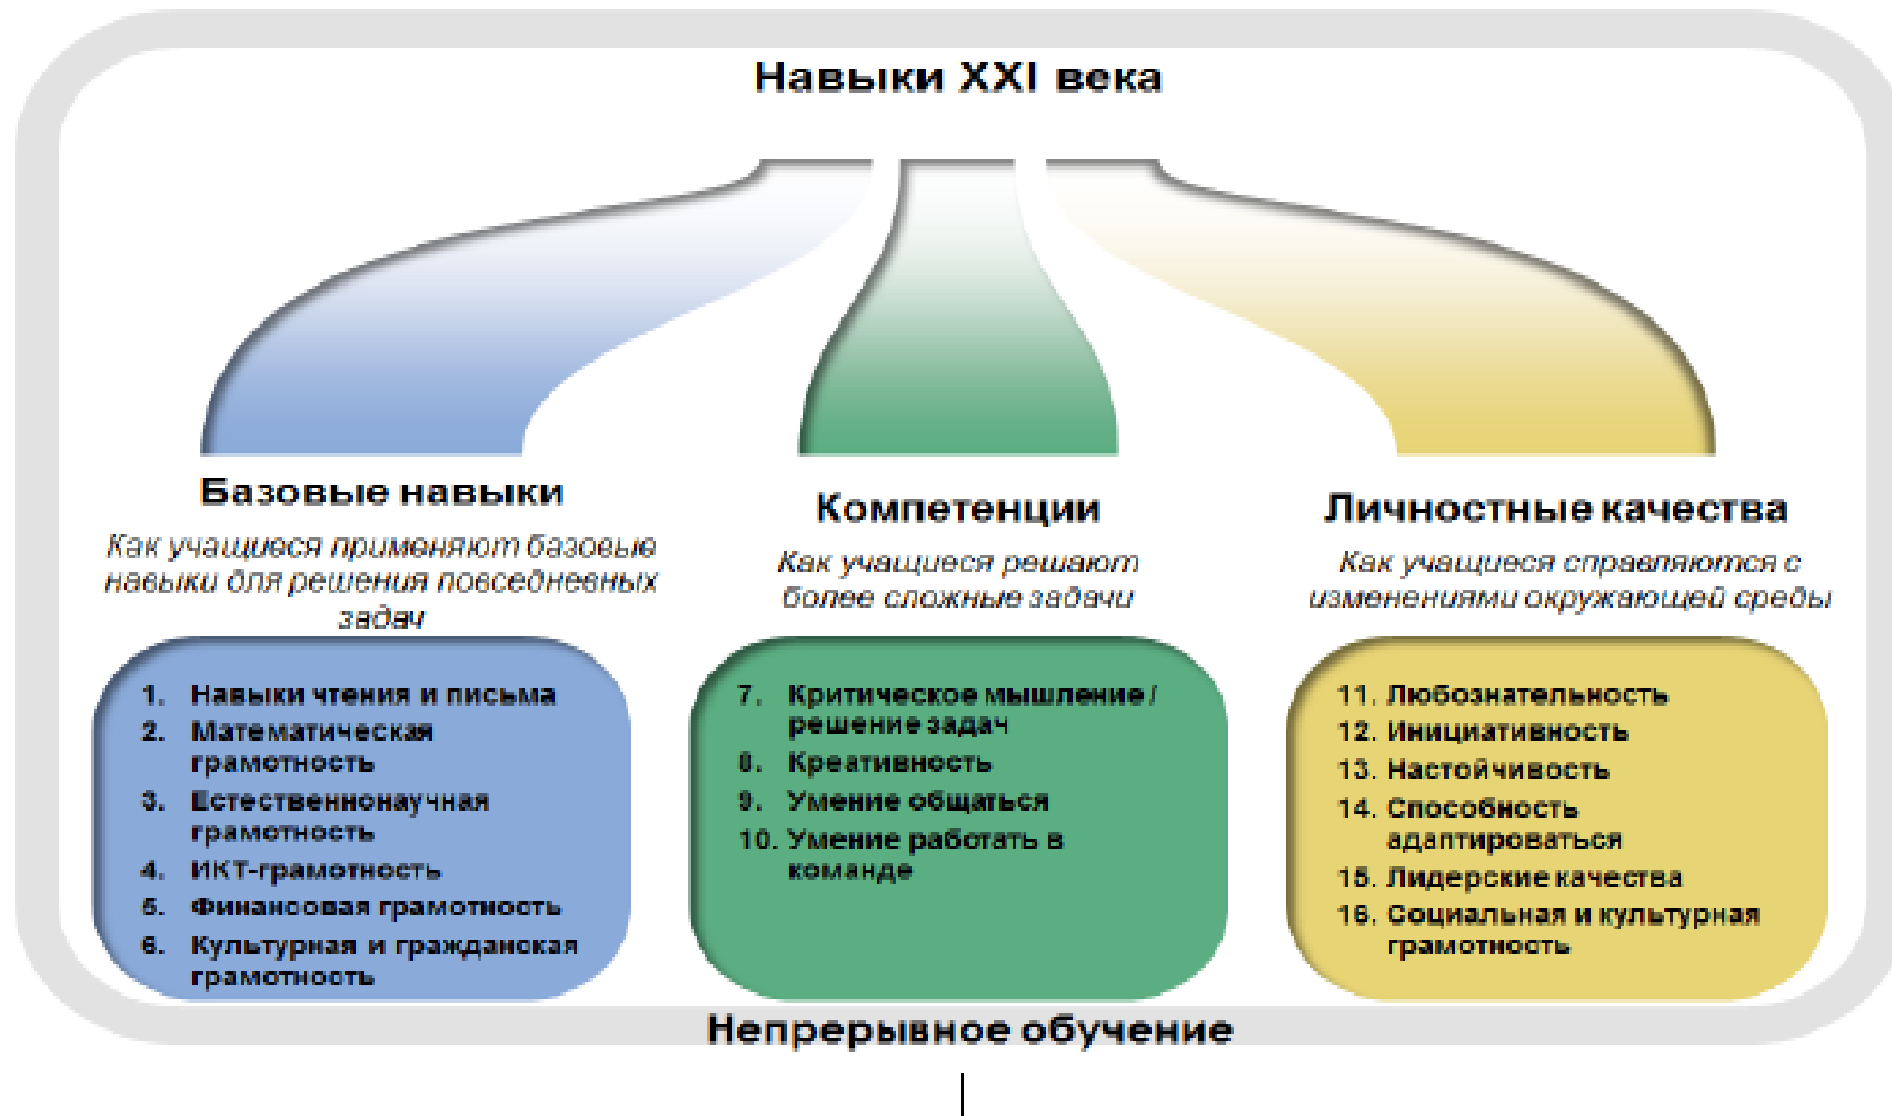 Навыки XXI века
Базовые навыки
Как учащиеся применяют базовые
навыки для решения повседневных
задач
1. Навыки чтения и письма
2. Математическая
грамотность
3. Естественнонаучная
грамотность
4. ИКТ-грамотность
5. Финансовая грамотность
6. Культурная и гражданская
грамотность
Компетенции
Как учащиеся решают
более сложные задачи
7. Критическое мышление /
решение задач
8. Креативность
9. Умение общаться
10. Умение работать в
команде
Личностные качества
Как учащиеся справляются с
изменениями окружающей среды
11. Любознательность
12. Инициативность
13. Настойчивость
14. Способность
адаптироваться
15. Лидерские качества
16. Социальная и культурная
грамотность
Непрерывное обучение